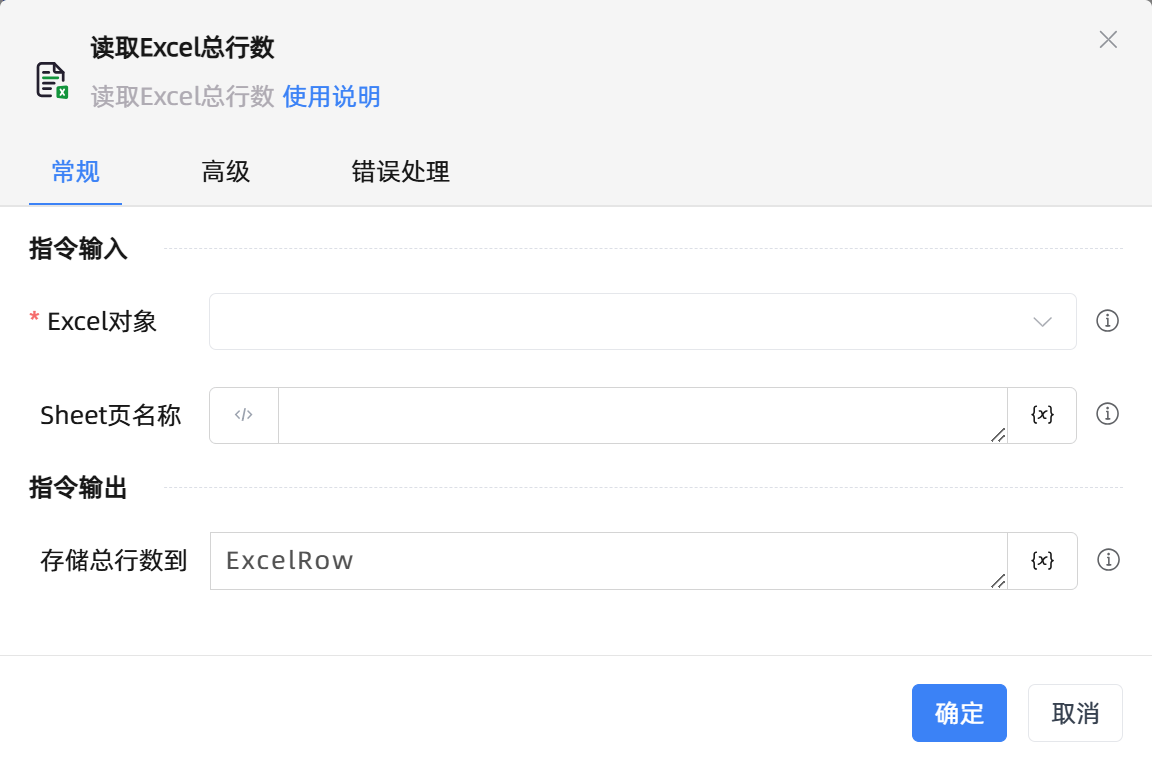 读取Excel总行数
读取Excel总行数 使用说明
常规 高级 错误处理
指令输入
* Excel对象
Sheet页名称 </> {x}
指令输出
存储总行数到 ExcelRow {x}
确定 取消